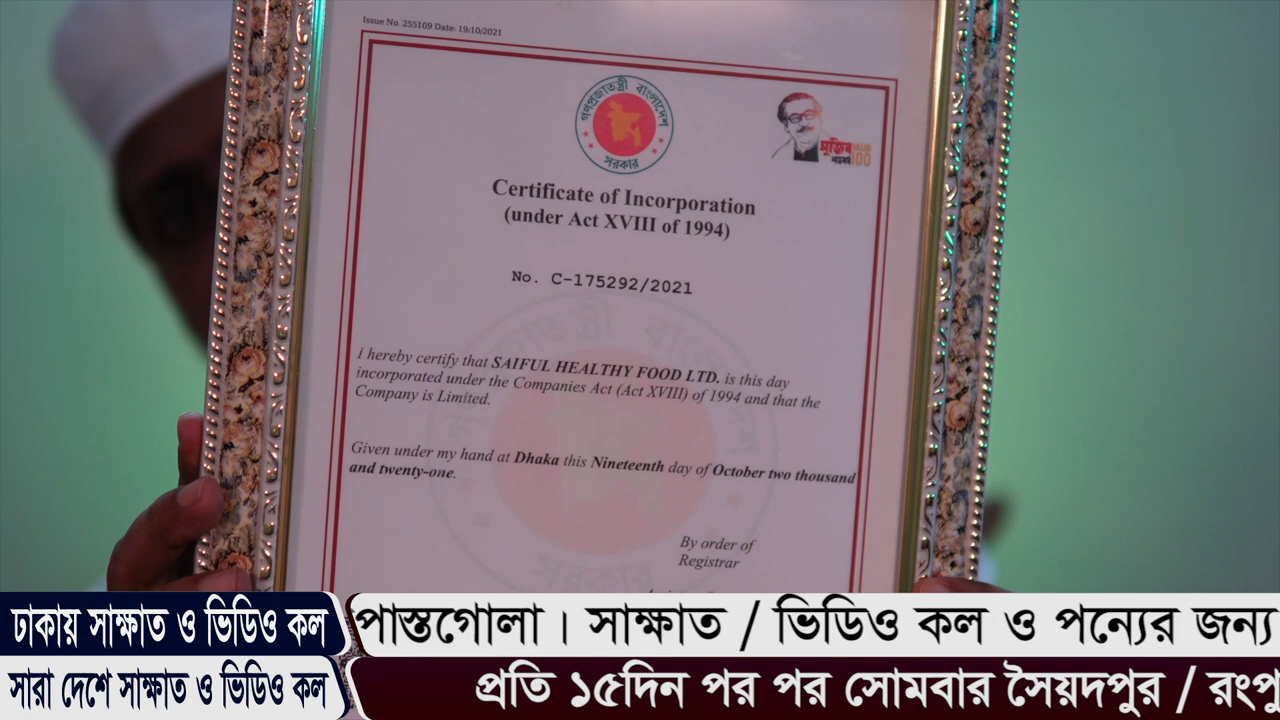 Issue No. 255109 Date: 19/10/2021
গণপ্রজাতন্ত্রী বাংলাদেশ
সরকার
মুজিব
শতবর্ষ 100
Certificate of Incorporation
(under Act XVIII of 1994)
No. C-175292/2021
I hereby certify that SAIFUL HEALTHY FOOD LTD. is this day
incorporated under the Companies Act (Act XVIII) of 1994 and that the
Company is Limited.
Given under my hand at Dhaka this Nineteenth day of October two thousand
and twenty-one.
By order of
Registrar
ঢাকায় সাক্ষাত ও ভিডিও কল
পাস্তগোলা। সাক্ষাত / ভিডিও কল ও পন্যের জন্য
সারা দেশে সাক্ষাত ও ভিডিও কল
প্রতি ১৫দিন পর পর সোমবার সৈয়দপুর / রংপু